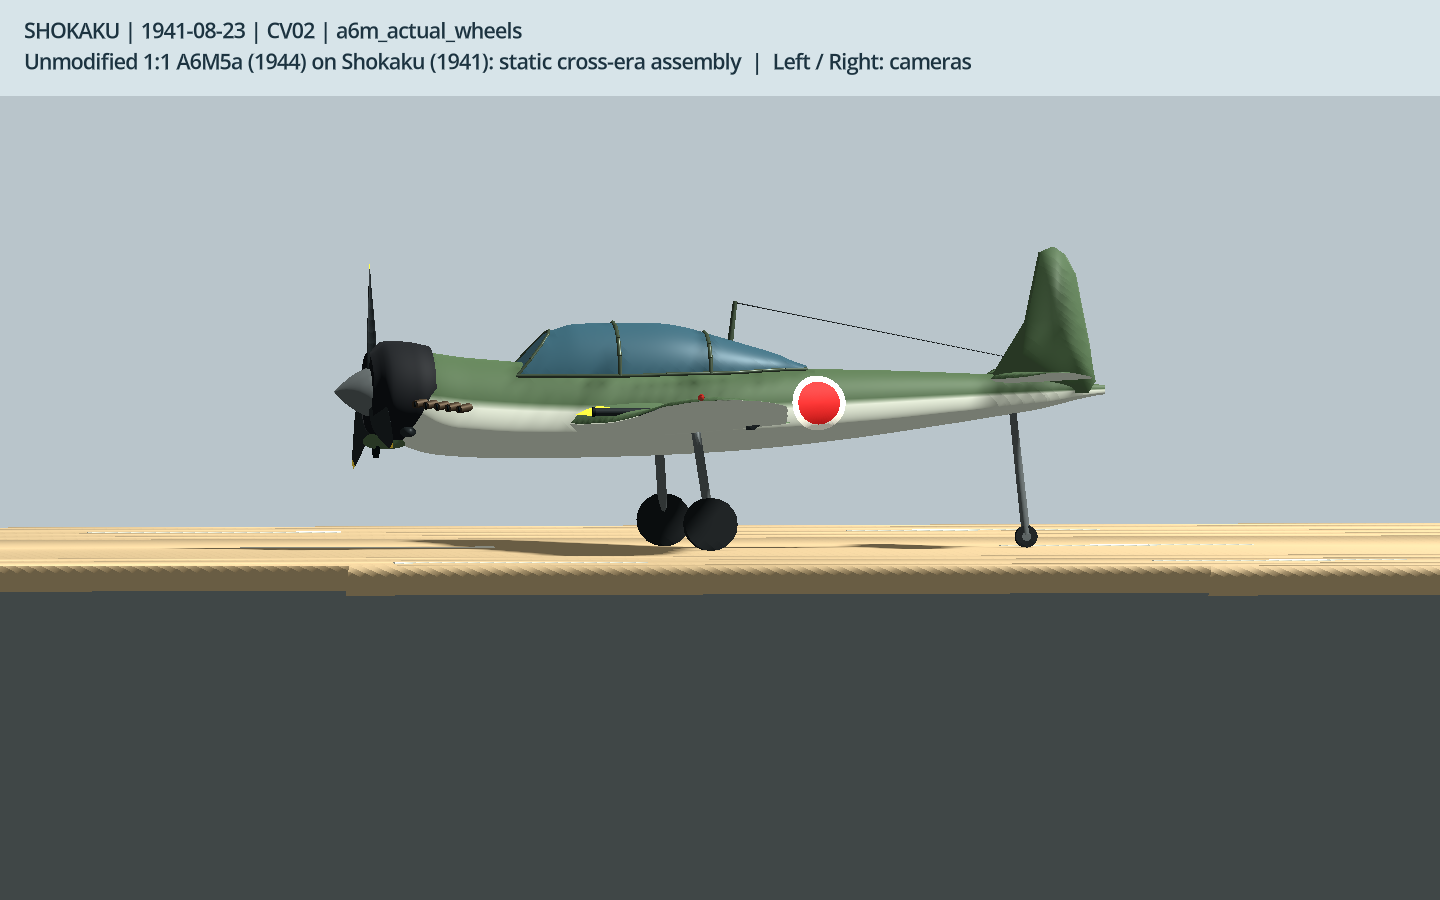 SHOKAKU | 1941-08-23 | CV02 | a6m_actual_wheels
Unmodified 1:1 A6M5a (1944) on Shokaku (1941): static cross-era assembly | Left / Right: cameras